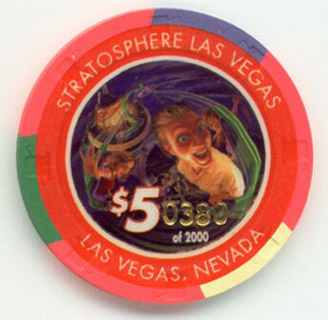 STRATOSPHERE LAS VEGAS
$5 0380
of 2000
LAS VEGAS, NEVADA